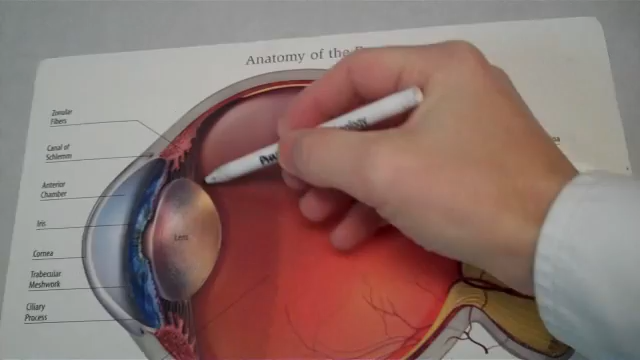 Anatomy of the
Zonular
Fibers
Canal of
Schlemm
Anterior
Chamber
Iris
Lens
Cornea
Trabecular
Meshwork
Ciliary
Process